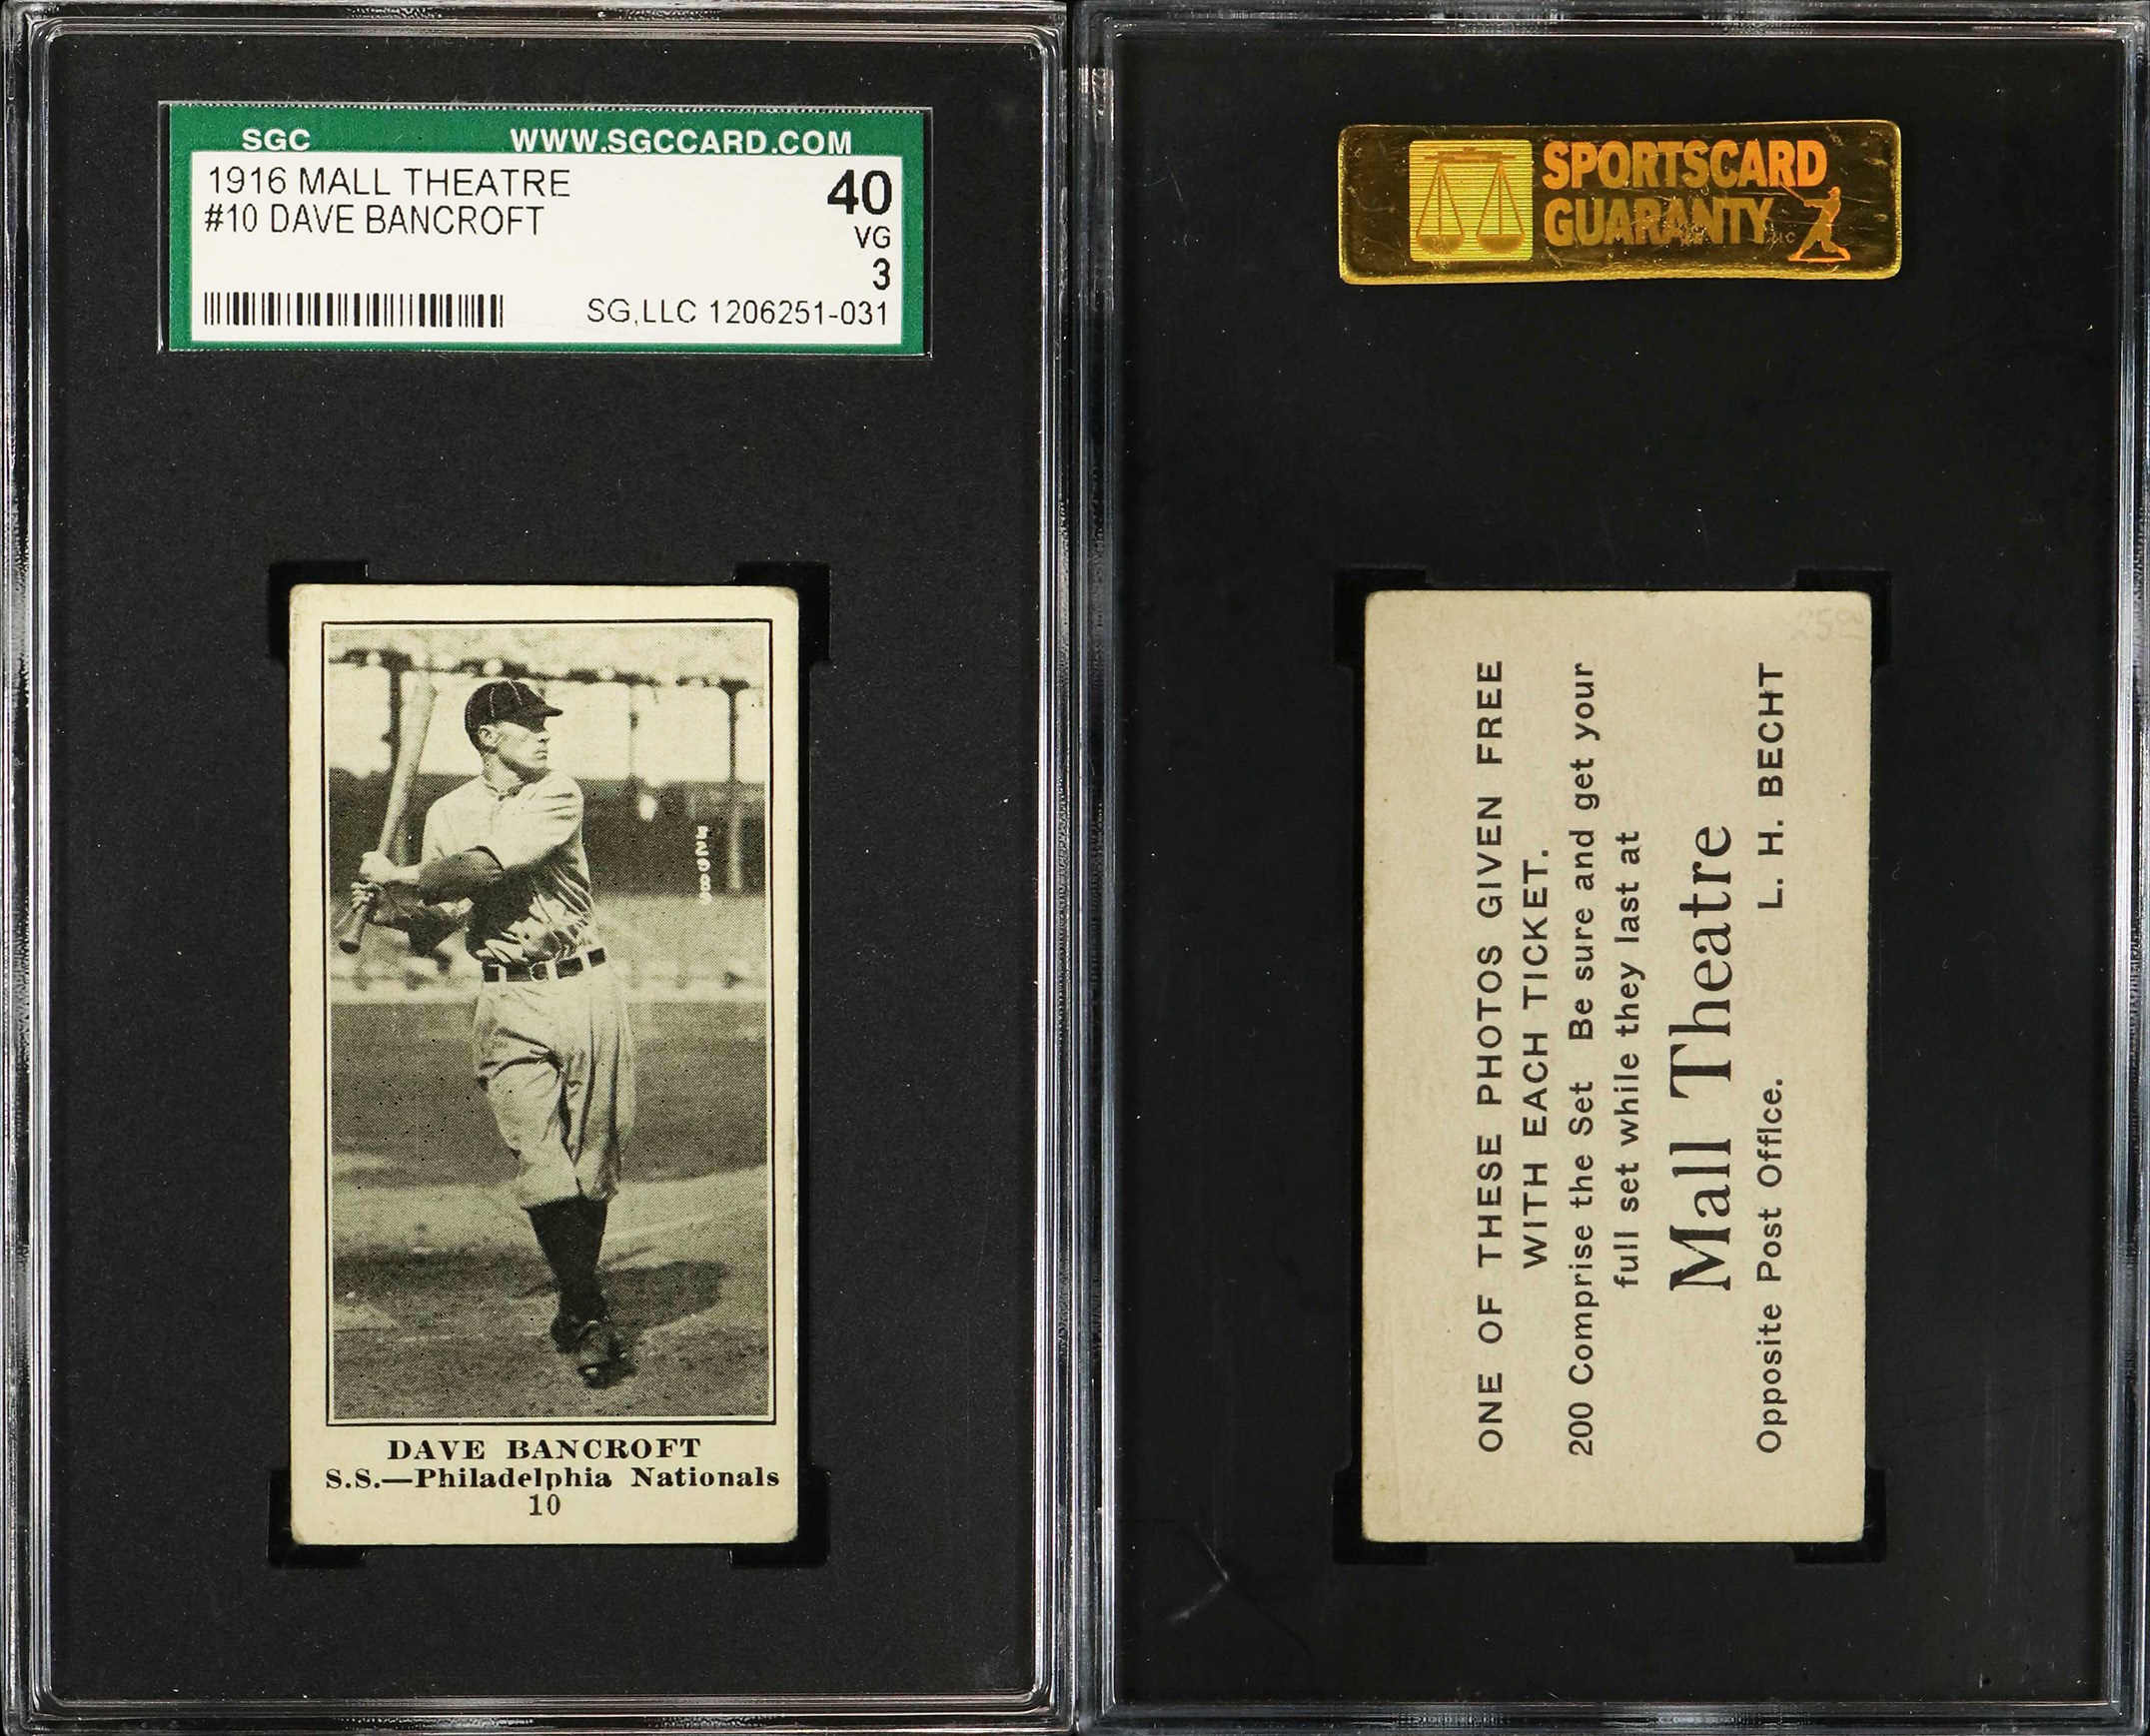 SGC WWW.SGCCARD.COM
1916 MALL THEATRE 40
#10 DAVE BANCROFT VG
3
SG,LLC 1206251-031
DAVE BANCROFT
S.S.—Philadelphia Nationals
10
SPORTSCARD
GUARANTY LLC
ONE OF THESE PHOTOS GIVEN FREE
WITH EACH TICKET.
200 Comprise the Set Be sure and get your
full set while they last at
Mall Theatre
Opposite Post Office. L. H. BECHT